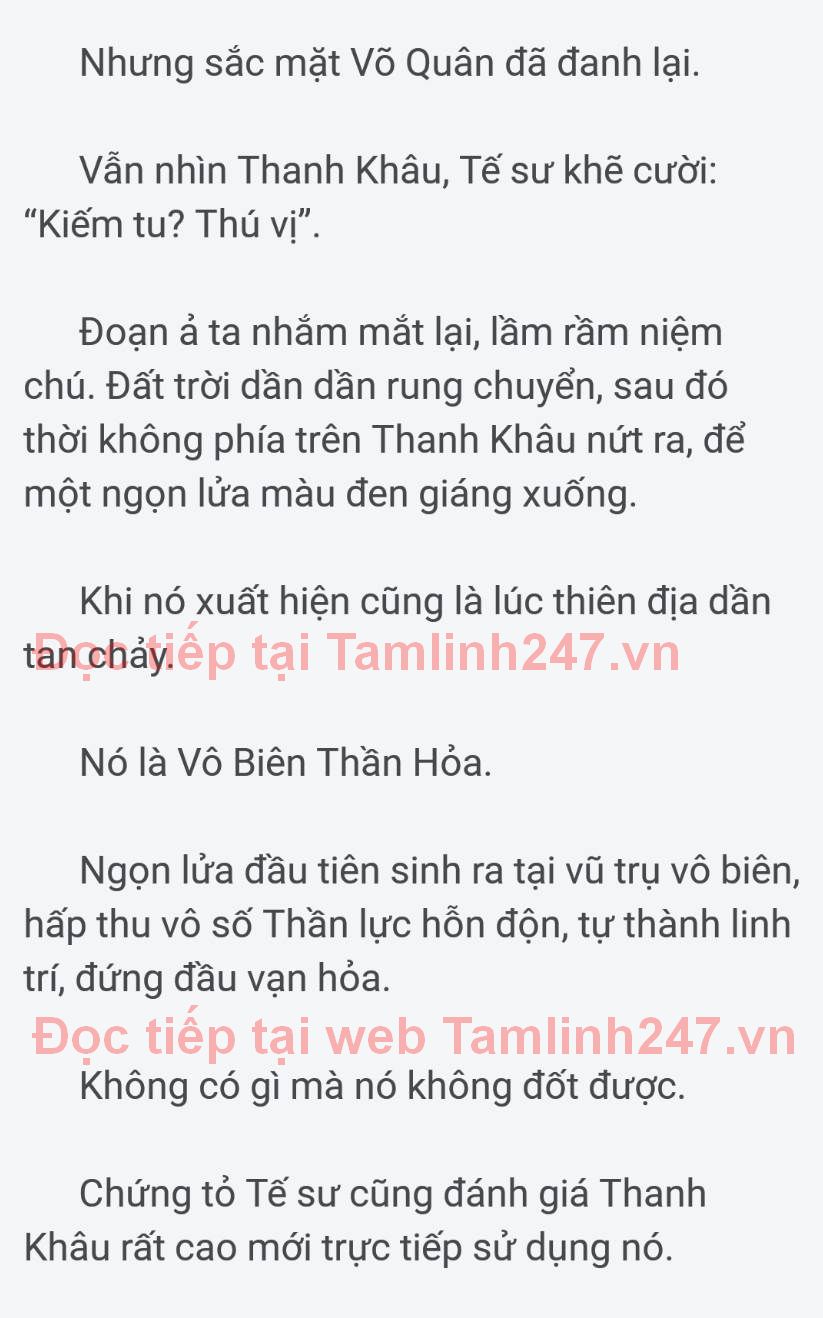 Nhưng sắc mặt Võ Quân đã đanh lại.
Vẫn nhìn Thanh Khâu, Tế sư khẽ cười:
“Kiếm tu? Thú vị”.
Đoạn ả ta nhắm mắt lại, lầm rầm niệm
chú. Đất trời dần dần rung chuyển, sau đó
thời không phía trên Thanh Khâu nứt ra, để
một ngọn lửa màu đen giáng xuống.
Khi nó xuất hiện cũng là lúc thiên địa dần
tan chảy.
Đọc tiếp tại Tamlinh247.vn
Nó là Vô Biên Thần Hỏa.
Ngọn lửa đầu tiên sinh ra tại vũ trụ vô biên,
hấp thu vô số Thần lực hỗn độn, tự thành linh
trí, đứng đầu vạn hỏa.
Đọc tiếp tại web Tamlinh247.vn
Không có gì mà nó không đốt được.
Chứng tỏ Tế sư cũng đánh giá Thanh
Khâu rất cao mới trực tiếp sử dụng nó.